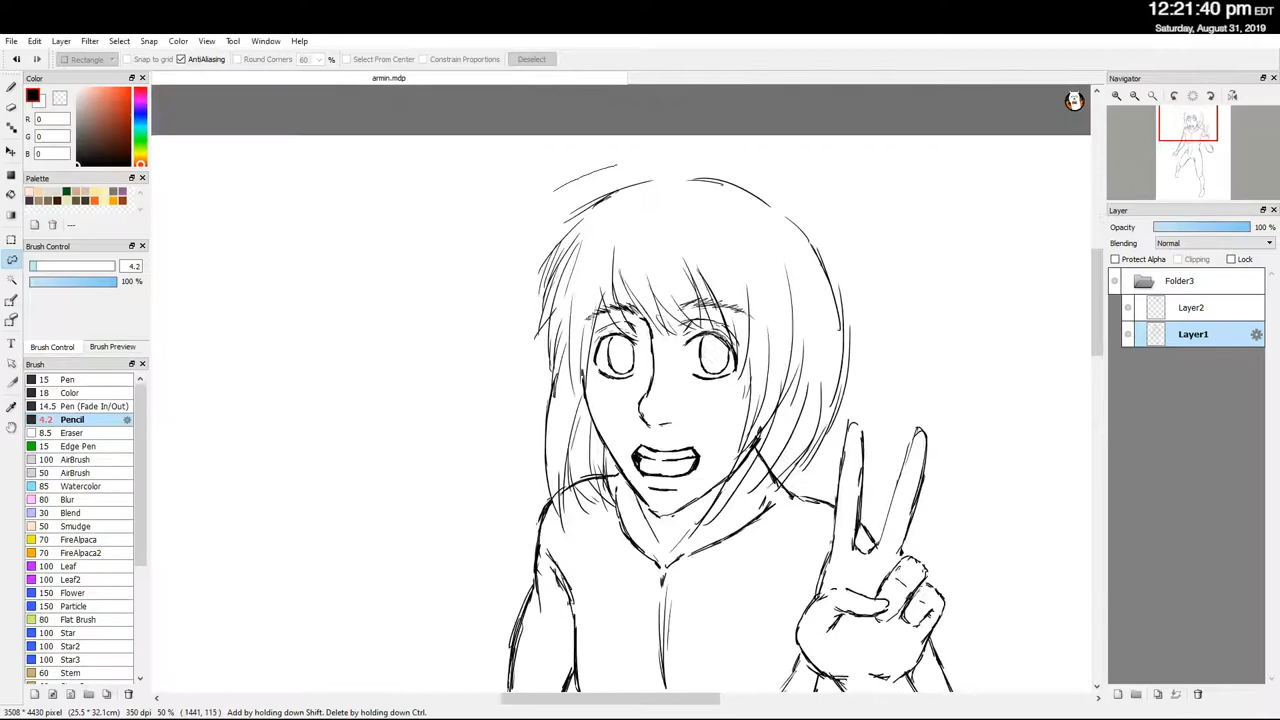 12:21:40 pm EDT
Saturday, August 31, 2019
File Edit Layer Filter Select Snap Color View Tool Window Help
Rectangle Snap to grid AntiAliasing Round Corners 60 % Select From Center Constrain Proportions Deselect
Color
armin.mdp
Navigator
R 0
G 0
B 0
Palette
---
Brush Control
4.2
100 %
Brush Control Brush Preview
Brush
15 Pen
18 Color
14.5 Pen (Fade In/Out)
4.2 Pencil
8.5 Eraser
15 Edge Pen
100 AirBrush
50 AirBrush
85 Watercolor
80 Blur
30 Blend
50 Smudge
70 FireAlpaca
70 FireAlpaca2
100 Leaf
100 Leaf2
150 Flower
150 Particle
80 Flat Brush
100 Star
100 Star2
100 Star3
60 Stem
Layer
Opacity 100 %
Blending Normal
Protect Alpha Clipping Lock
Folder3
Layer2
Layer1
3508 * 4430 pixel (25.5 * 32.1cm) 350 dpi 50 % ( 1441, 115 ) Add by holding down Shift. Delete by holding down Ctrl.